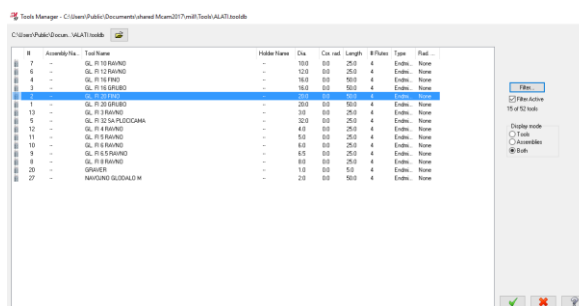 Tools Manager - C:\Users\Public\Documents\shared Mcam2017\mill\Tools\ALATI.tooldb
C:\Users\Public\Docum...\ALATI.tooldb
# Assembly Na... Tool Name Holder Name Dia. Cor. rad. Length # Flutes Type Rad. ...
7 -- GL. FI 10 RAVNO -- 10.0 0.0 25.0 4 Endmi... None
6 -- GL. FI 12 RAVNO -- 12.0 0.0 25.0 4 Endmi... None
4 -- GL. FI 16 FINO -- 16.0 0.0 50.0 4 Endmi... None
3 -- GL. FI 16 GRUBO -- 16.0 0.0 50.0 4 Endmi... None
2 -- GL. FI 20 FINO -- 20.0 0.0 50.0 4 Endmi... None
1 -- GL. FI 20 GRUBO -- 20.0 0.0 50.0 4 Endmi... None
13 -- GL. FI 3 RAVNO -- 3.0 0.0 25.0 4 Endmi... None
5 -- GL. FI 32 SA PLOOCAMA -- 32.0 0.0 25.0 4 Endmi... None
12 -- GL. FI 4 RAVNO -- 4.0 0.0 25.0 4 Endmi... None
11 -- GL. FI 5 RAVNO -- 5.0 0.0 25.0 4 Endmi... None
10 -- GL. FI 6 RAVNO -- 6.0 0.0 25.0 4 Endmi... None
9 -- GL. FI 6.5 RAVNO -- 6.5 0.0 25.0 4 Endmi... None
8 -- GL. FI 8 RAVNO -- 8.0 0.0 25.0 4 Endmi... None
20 -- GRAVER -- 1.0 0.0 5.0 4 Endmi... None
27 -- NAVOJNO GLODALO M -- 2.0 0.0 50.0 4 Endmi... None
Filter...
Filter Active
15 of 52 tools
Display mode
Tools
Assemblies
Both
?